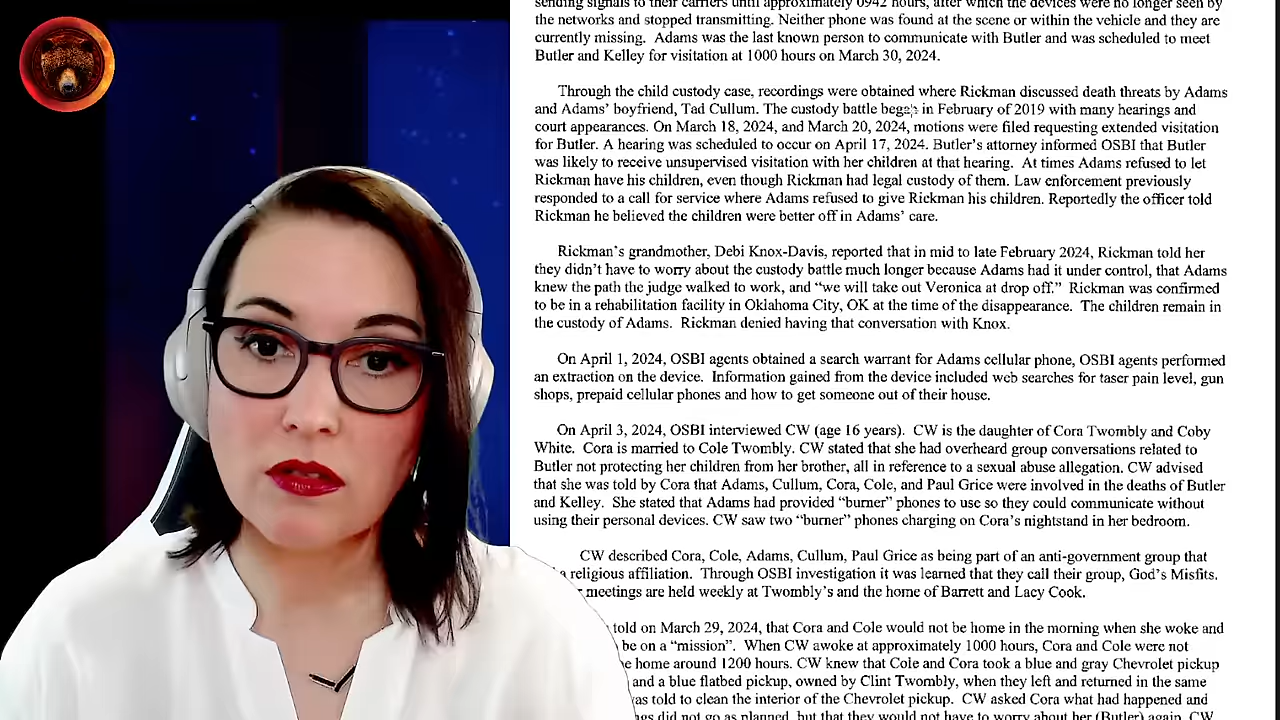 sending signals to their carriers until approximately 0942 hours, after which the devices were no longer seen by
the networks and stopped transmitting. Neither phone was found at the scene or within the vehicle and they are
currently missing. Adams was the last known person to communicate with Butler and was scheduled to meet
Butler and Kelley for visitation at 1000 hours on March 30, 2024.
Through the child custody case, recordings were obtained where Rickman discussed death threats by Adams
and Adams' boyfriend, Tad Cullum. The custody battle began in February of 2019 with many hearings and
court appearances. On March 18, 2024, and March 20, 2024, motions were filed requesting extended visitation
for Butler. A hearing was scheduled to occur on April 17, 2024. Butler's attorney informed OSBI that Butler
was likely to receive unsupervised visitation with her children at that hearing. At times Adams refused to let
Rickman have his children, even though Rickman had legal custody of them. Law enforcement previously
responded to a call for service where Adams refused to give Rickman his children. Reportedly the officer told
Rickman he believed the children were better off in Adams' care.
Rickman's grandmother, Debi Knox-Davis, reported that in mid to late February 2024, Rickman told her
they didn't have to worry about the custody battle much longer because Adams had it under control, that Adams
knew the path the judge walked to work, and “we will take out Veronica at drop off.” Rickman was confirmed
to be in a rehabilitation facility in Oklahoma City, OK at the time of the disappearance. The children remain in
the custody of Adams. Rickman denied having that conversation with Knox.
On April 1, 2024, OSBI agents obtained a search warrant for Adams cellular phone, OSBI agents performed
an extraction on the device. Information gained from the device included web searches for taser pain level, gun
shops, prepaid cellular phones and how to get someone out of their house.
On April 3, 2024, OSBI interviewed CW (age 16 years). CW is the daughter of Cora Twombly and Coby
White. Cora is married to Cole Twombly. CW stated that she had overheard group conversations related to
Butler not protecting her children from her brother, all in reference to a sexual abuse allegation. CW advised
that she was told by Cora that Adams, Cullum, Cora, Cole, and Paul Grice were involved in the deaths of Butler
and Kelley. She stated that Adams had provided “burner” phones to use so they could communicate without
using their personal devices. CW saw two “burner” phones charging on Cora's nightstand in her bedroom.
CW described Cora, Cole, Adams, Cullum, Paul Grice as being part of an anti-government group that
a religious affiliation. Through OSBI investigation it was learned that they call their group, God's Misfits.
meetings are held weekly at Twombly's and the home of Barrett and Lacy Cook.
told on March 29, 2024, that Cora and Cole would not be home in the morning when she woke and
be on a “mission”. When CW awoke at approximately 1000 hours, Cora and Cole were not
home around 1200 hours. CW knew that Cole and Cora took a blue and gray Chevrolet pickup
and a blue flatbed pickup, owned by Clint Twombly, when they left and returned in the same
was told to clean the interior of the Chevrolet pickup. CW asked Cora what had happened and
did not go as planned, but that they would not have to worry about her (Butler) again. CW